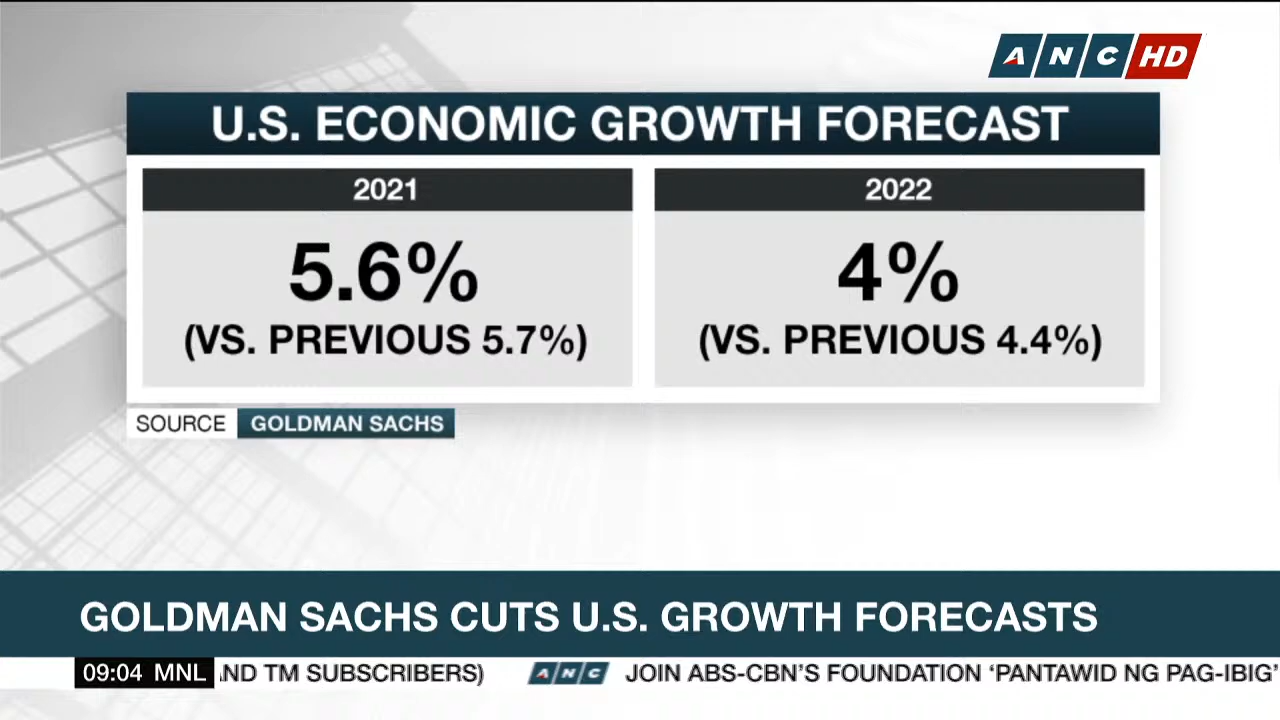 ANC HD
U.S. ECONOMIC GROWTH FORECAST
2021
5.6%
(VS. PREVIOUS 5.7%)
2022
4%
(VS. PREVIOUS 4.4%)
SOURCE GOLDMAN SACHS
GOLDMAN SACHS CUTS U.S. GROWTH FORECASTS
09:04 MNL ND TM SUBSCRIBERS) ANC JOIN ABS-CBN'S FOUNDATION ‘PANTAWID NG PAG-IBIG’